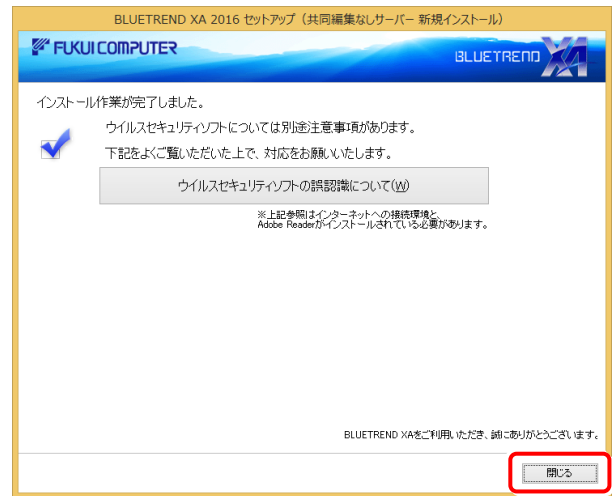 BLUETREND XA 2016 セットアップ（共同編集なしサーバー 新規インストール）
FUKUI COMPUTER
BLUETREND XA
インストール作業が完了しました。
ウイルスセキュリティソフトについては別途注意事項があります。
下記をよくご覧いただいた上で、対応をお願いいたします。
ウイルスセキュリティソフトの誤認識について(W)
※上記参照はインターネットへの接続環境と、
Adobe Readerがインストールされている必要があります。
BLUETREND XAをご利用いただき、誠にありがとうございます。
閉じる